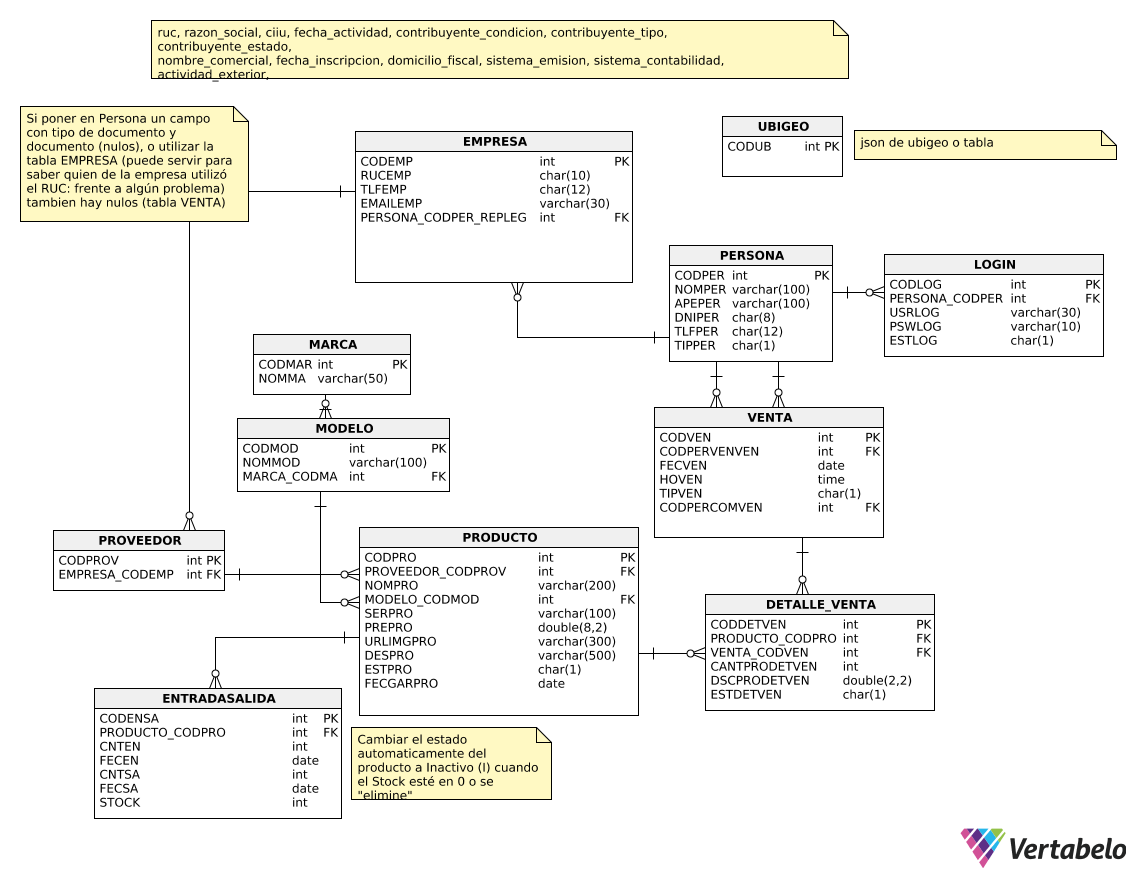 ruc, razon_social, ciiu, fecha_actividad, contribuyente_condicion, contribuyente_tipo,
contribuyente_estado,
nombre_comercial, fecha_inscripcion, domicilio_fiscal, sistema_emision, sistema_contabilidad,
actividad_exterior,
Si poner en Persona un campo
con tipo de documento y
documento (nulos), o utilizar la
tabla EMPRESA (puede servir para
saber quien de la empresa utilizó
el RUC: frente a algún problema)
tambien hay nulos (tabla VENTA)
EMPRESA
CODEMP int PK
RUCEMP char(10)
TLFEMP char(12)
EMAILEMP varchar(30)
PERSONA_CODPER_REPLEG int FK
UBIGEO
CODUB int PK
json de ubigeo o tabla
PERSONA
CODPER int PK
NOMPER varchar(100)
APEPER varchar(100)
DNIPER char(8)
TLFPER char(12)
TIPPER char(1)
LOGIN
CODLOG int PK
PERSONA_CODPER int FK
USRLOG varchar(30)
PSWLOG varchar(10)
ESTLOG char(1)
MARCA
CODMAR int PK
NOMMA varchar(50)
MODELO
CODMOD int PK
NOMMOD varchar(100)
MARCA_CODMA int FK
VENTA
CODVEN int PK
CODPERVENVEN int FK
FECVEN date
HOVEN time
TIPVEN char(1)
CODPERCOMVEN int FK
PROVEEDOR
CODPROV int PK
EMPRESA_CODEMP int FK
PRODUCTO
CODPRO int PK
PROVEEDOR_CODPROV int FK
NOMPRO varchar(200)
MODELO_CODMOD int FK
SERPRO varchar(100)
PREPRO double(8,2)
URLIMGPRO varchar(300)
DESPRO varchar(500)
ESTPRO char(1)
FECGARPRO date
DETALLE_VENTA
CODDETVEN int PK
PRODUCTO_CODPRO int FK
VENTA_CODVEN int FK
CANTPRODETVEN int
DSCPRODETVEN double(2,2)
ESTDETVEN char(1)
ENTRADASALIDA
CODENSA int PK
PRODUCTO_CODPRO int FK
CNTEN int
FECEN date
CNTSA int
FECSA date
STOCK int
Cambiar el estado
automaticamente del
producto a Inactivo (I) cuando
el Stock esté en 0 o se
"elimine"
Vertabelo